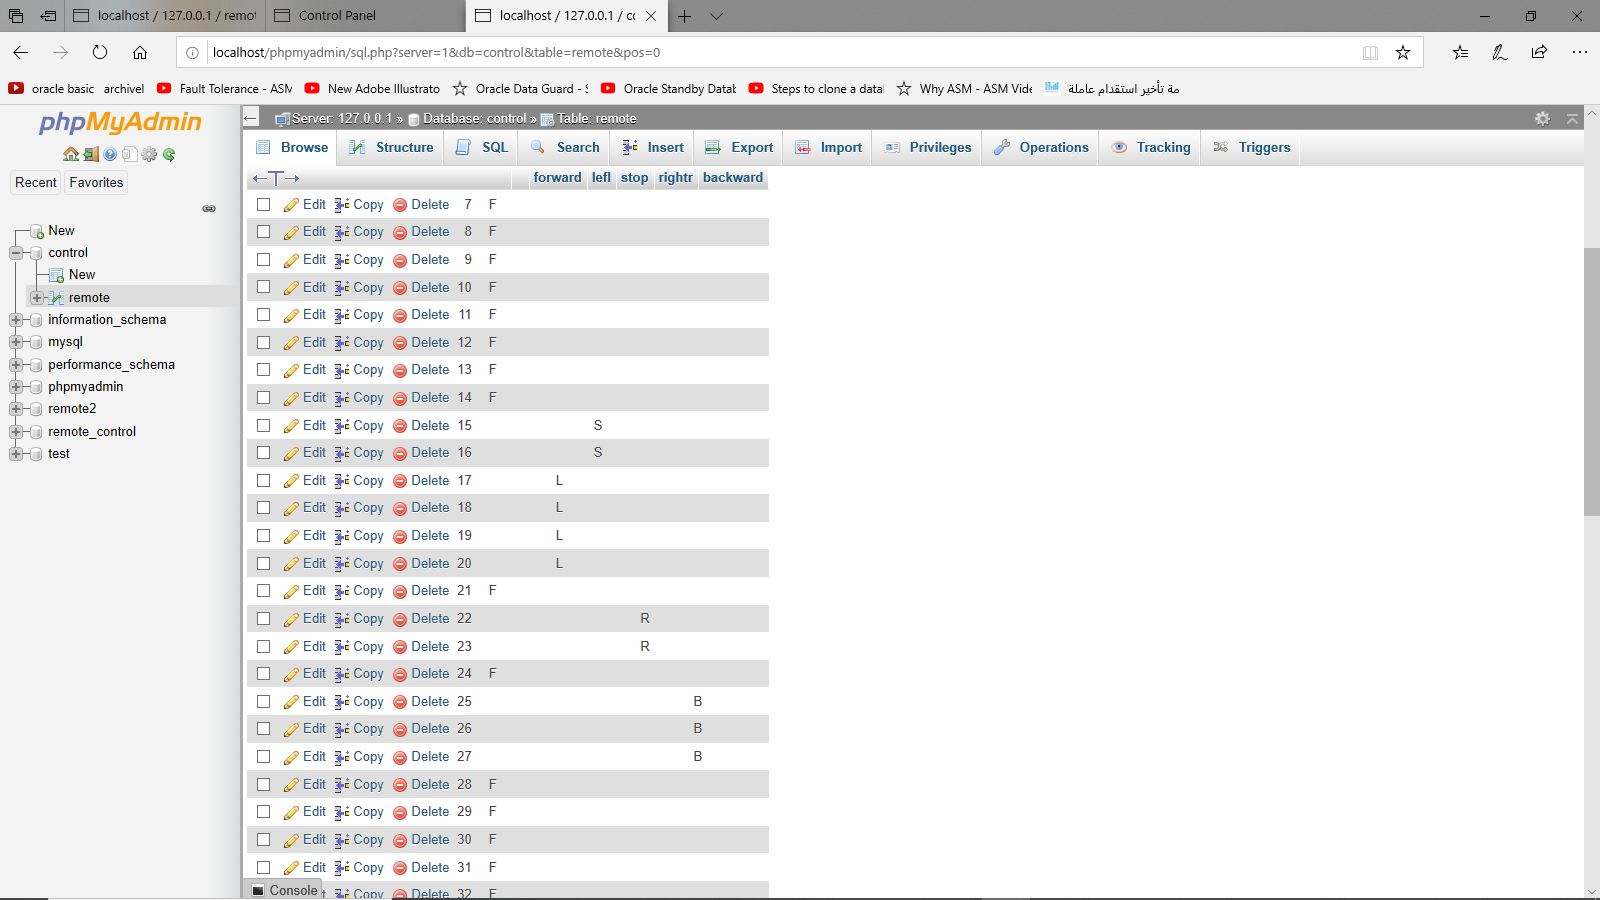 localhost / 127.0.0.1 / remot
Control Panel
localhost / 127.0.0.1 / co
localhost/phpmyadmin/sql.php?server=1&db=control&table=remote&pos=0
oracle basic archivel
Fault Tolerance - ASM
New Adobe Illustrato
Oracle Data Guard - S
Oracle Standby Datab
Steps to clone a datal
Why ASM - ASM Vide
مة تأخير استقدام عاملة
phpMyAdmin
Recent
Favorites
New
control
New
remote
information_schema
mysql
performance_schema
phpmyadmin
remote2
remote_control
test
Server: 127.0.0.1 » Database: control » Table: remote
Browse Structure SQL Search Insert Export Import Privileges Operations Tracking Triggers
←T→ forward lefl stop rightr backward
Edit Copy Delete 7 F
Edit Copy Delete 8 F
Edit Copy Delete 9 F
Edit Copy Delete 10 F
Edit Copy Delete 11 F
Edit Copy Delete 12 F
Edit Copy Delete 13 F
Edit Copy Delete 14 F
Edit Copy Delete 15 S
Edit Copy Delete 16 S
Edit Copy Delete 17 L
Edit Copy Delete 18 L
Edit Copy Delete 19 L
Edit Copy Delete 20 L
Edit Copy Delete 21 F
Edit Copy Delete 22 R
Edit Copy Delete 23 R
Edit Copy Delete 24 F
Edit Copy Delete 25 B
Edit Copy Delete 26 B
Edit Copy Delete 27 B
Edit Copy Delete 28 F
Edit Copy Delete 29 F
Edit Copy Delete 30 F
Edit Copy Delete 31 F
Console t Copy Delete 32 F